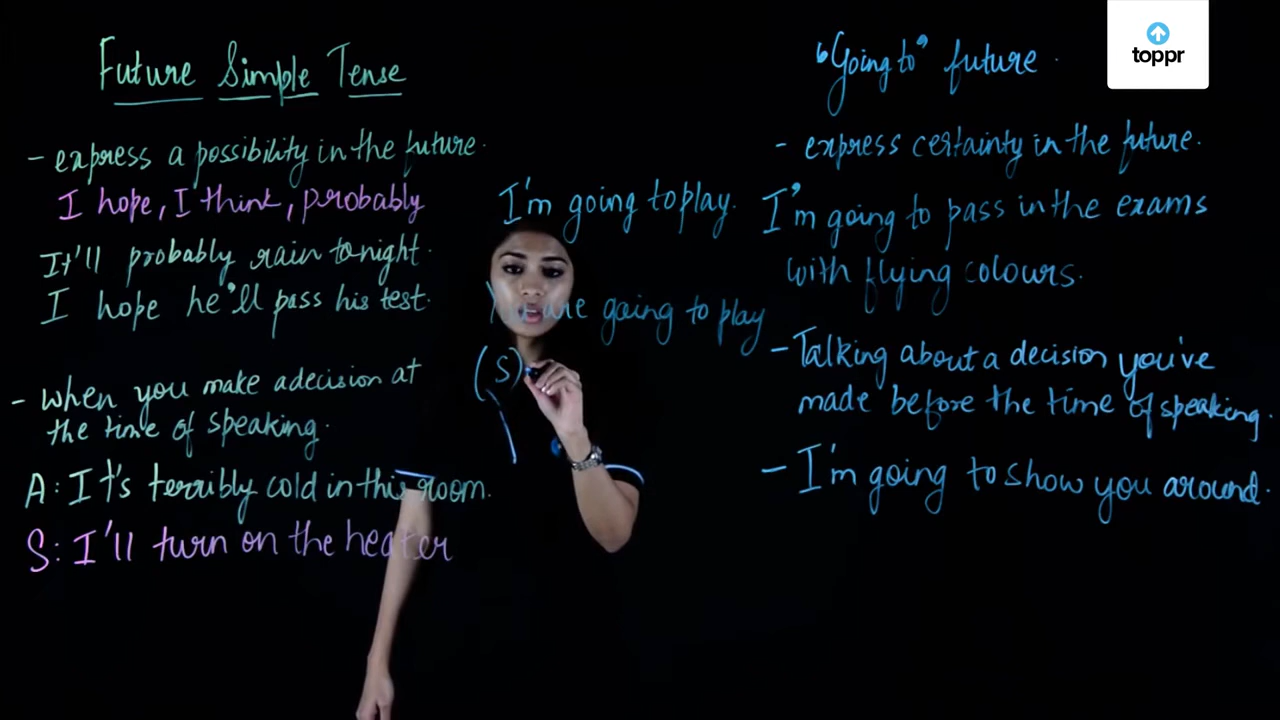 Future Simple Tense
- express a possibility in the future.
I hope, I think, probably
It'll probably rain tonight.
I hope he'll pass his test.
- when you make a decision at
the time of speaking.
A: It's terribly cold in this room.
S: I'll turn on the heater
I'm going to play.
You are going to play
(S)
"Going to" future.
- express certainty in the future.
I'm going to pass in the exams
with flying colours.
- Talking about a decision you've
made before the time of speaking.
- I'm going to show you around.
toppr